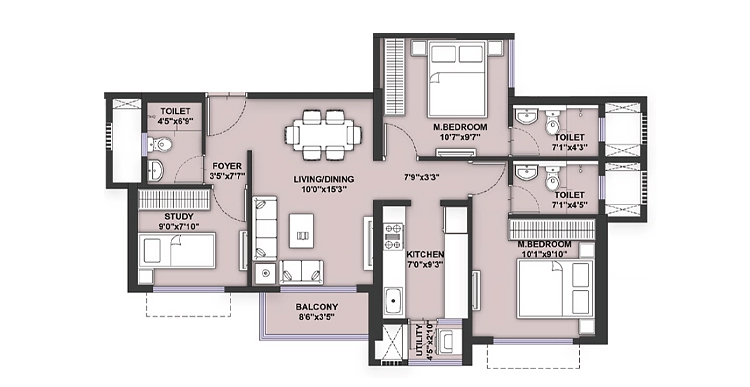 TOILET
4'5"x6'9"
FOYER
3'5"x7'7"
STUDY
9'0"x7'10"
LIVING/DINING
10'0"x15'3"
BALCONY
8'6"x3'5"
M.BEDROOM
10'7"x9'7"
7'9"x3'3"
TOILET
7'1"x4'3"
TOILET
7'1"x4'5"
KITCHEN
7'0"x9'3"
M.BEDROOM
10'1"x9'10"
UTILITY
4'5"x2'10"